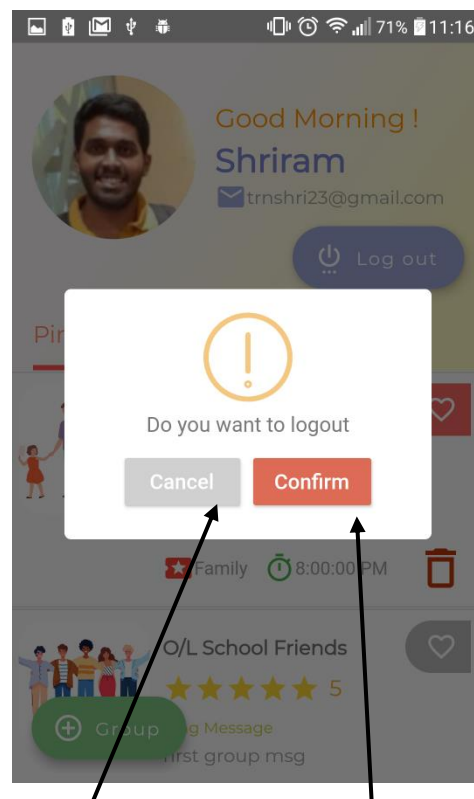 71% 11:16
Good Morning !
Shriram
trnshri23@gmail.com
Log out
Pin
Do you want to logout
Cancel Confirm
Family 8:00:00 PM
O/L School Friends
5
Group g Message
first group msg